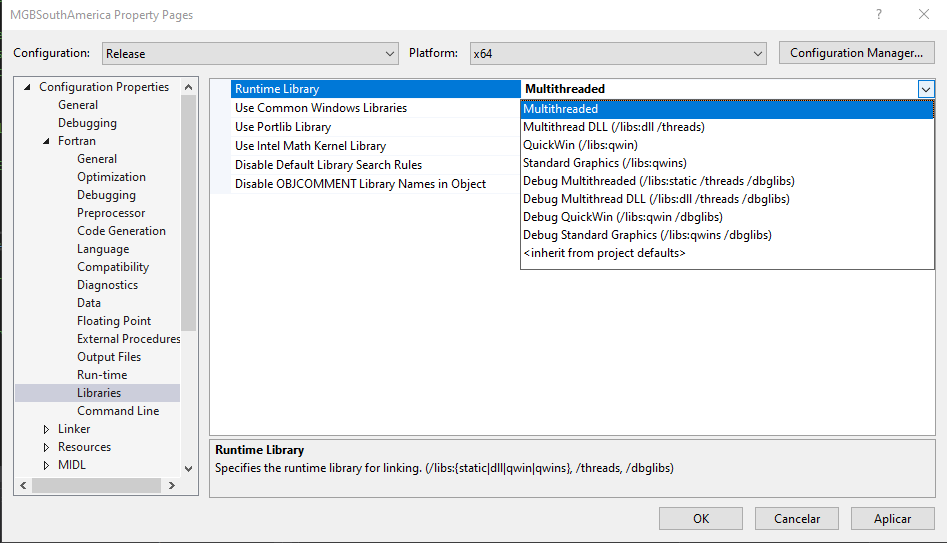 MGBSouthAmerica Property Pages
Configuration: Release Platform: x64 Configuration Manager...
Configuration Properties
General
Debugging
Fortran
General
Optimization
Debugging
Preprocessor
Code Generation
Language
Compatibility
Diagnostics
Data
Floating Point
External Procedures
Output Files
Run-time
Libraries
Command Line
Linker
Resources
MIDL
Runtime Library Multithreaded
Use Common Windows Libraries
Use Portlib Library
Use Intel Math Kernel Library
Disable Default Library Search Rules
Disable OBJCOMMENT Library Names in Object
Multithreaded
Multithread DLL (/libs:dll /threads)
QuickWin (/libs:qwin)
Standard Graphics (/libs:qwins)
Debug Multithreaded (/libs:static /threads /dbglibs)
Debug Multithread DLL (/libs:dll /threads /dbglibs)
Debug QuickWin (/libs:qwin /dbglibs)
Debug Standard Graphics (/libs:qwins /dbglibs)
<inherit from project defaults>
Runtime Library
Specifies the runtime library for linking. (/libs:{static|dll|qwin|qwins}, /threads, /dbglibs)
OK Cancelar Aplicar